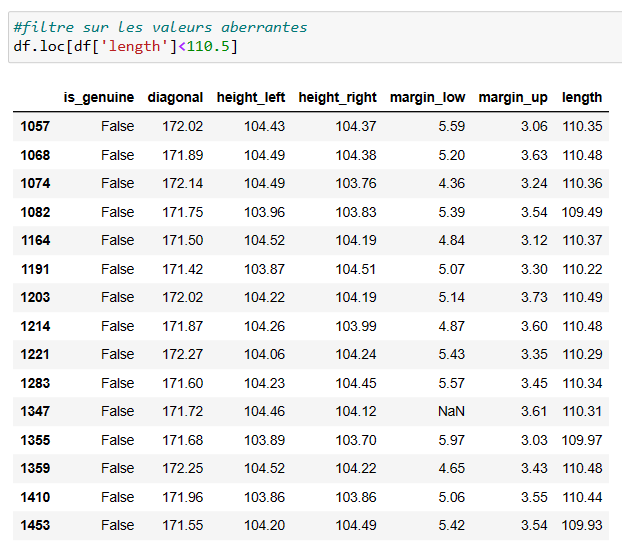 #filtre sur les valeurs aberrantes
df.loc[df['length']<110.5]
is_genuine diagonal height_left height_right margin_low margin_up length
1057 False 172.02 104.43 104.37 5.59 3.06 110.35
1068 False 171.89 104.49 104.38 5.20 3.63 110.48
1074 False 172.14 104.49 103.76 4.36 3.24 110.36
1082 False 171.75 103.96 103.83 5.39 3.54 109.49
1164 False 171.50 104.52 104.19 4.84 3.12 110.37
1191 False 171.42 103.87 104.51 5.07 3.30 110.22
1203 False 172.02 104.22 104.19 5.14 3.73 110.49
1214 False 171.87 104.26 103.99 4.87 3.60 110.48
1221 False 172.27 104.06 104.24 5.43 3.35 110.29
1283 False 171.60 104.23 104.45 5.57 3.45 110.34
1347 False 171.72 104.46 104.12 NaN 3.61 110.31
1355 False 171.68 103.89 103.70 5.97 3.03 109.97
1359 False 172.25 104.52 104.22 4.65 3.43 110.48
1410 False 171.96 103.86 103.86 5.06 3.55 110.44
1453 False 171.55 104.20 104.49 5.42 3.54 109.93